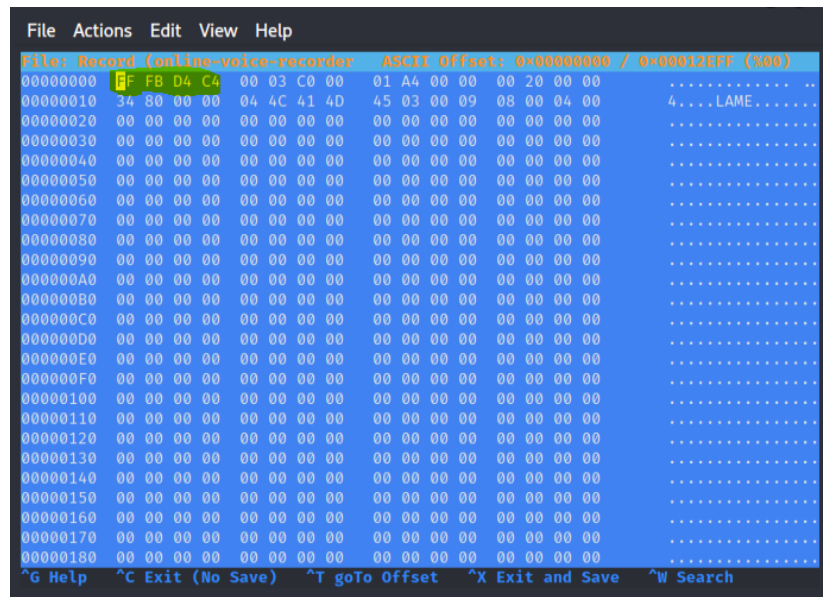 File Actions Edit View Help
File: Record (online-voice-recorder ASCII Offset: 0×00000000 / 0×00012EFF (%00)
00000000 FF FB D4 C4 00 03 C0 00 01 A4 00 00 00 20 00 00 ............. ..
00000010 34 80 00 00 04 4C 41 4D 45 03 00 09 08 00 04 00 4....LAME.......
00000020 00 00 00 00 00 00 00 00 00 00 00 00 00 00 00 00 ................
00000030 00 00 00 00 00 00 00 00 00 00 00 00 00 00 00 00 ................
00000040 00 00 00 00 00 00 00 00 00 00 00 00 00 00 00 00 ................
00000050 00 00 00 00 00 00 00 00 00 00 00 00 00 00 00 00 ................
00000060 00 00 00 00 00 00 00 00 00 00 00 00 00 00 00 00 ................
00000070 00 00 00 00 00 00 00 00 00 00 00 00 00 00 00 00 ................
00000080 00 00 00 00 00 00 00 00 00 00 00 00 00 00 00 00 ................
00000090 00 00 00 00 00 00 00 00 00 00 00 00 00 00 00 00 ................
000000A0 00 00 00 00 00 00 00 00 00 00 00 00 00 00 00 00 ................
000000B0 00 00 00 00 00 00 00 00 00 00 00 00 00 00 00 00 ................
000000C0 00 00 00 00 00 00 00 00 00 00 00 00 00 00 00 00 ................
000000D0 00 00 00 00 00 00 00 00 00 00 00 00 00 00 00 00 ................
000000E0 00 00 00 00 00 00 00 00 00 00 00 00 00 00 00 00 ................
000000F0 00 00 00 00 00 00 00 00 00 00 00 00 00 00 00 00 ................
00000100 00 00 00 00 00 00 00 00 00 00 00 00 00 00 00 00 ................
00000110 00 00 00 00 00 00 00 00 00 00 00 00 00 00 00 00 ................
00000120 00 00 00 00 00 00 00 00 00 00 00 00 00 00 00 00 ................
00000130 00 00 00 00 00 00 00 00 00 00 00 00 00 00 00 00 ................
00000140 00 00 00 00 00 00 00 00 00 00 00 00 00 00 00 00 ................
00000150 00 00 00 00 00 00 00 00 00 00 00 00 00 00 00 00 ................
00000160 00 00 00 00 00 00 00 00 00 00 00 00 00 00 00 00 ................
00000170 00 00 00 00 00 00 00 00 00 00 00 00 00 00 00 00 ................
00000180 00 00 00 00 00 00 00 00 00 00 00 00 00 00 00 00 ................
^G Help ^C Exit (No Save) ^T goTo Offset ^X Exit and Save ^W Search